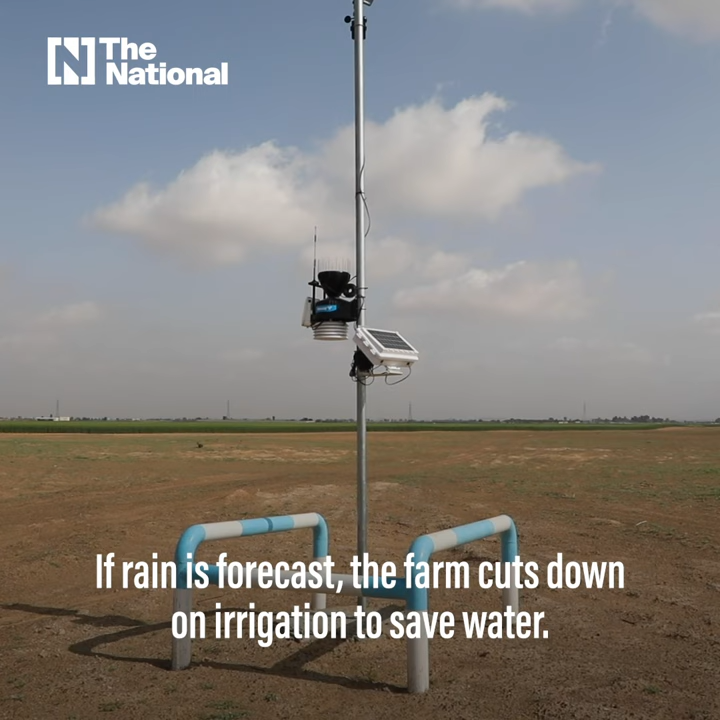 The
National
If rain is forecast, the farm cuts down
on irrigation to save water.